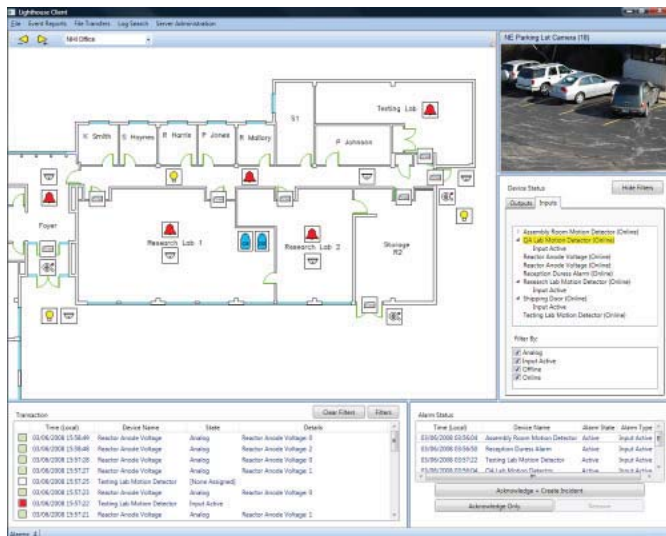 Lighthouse Client
File Event Reports File Transfers Log Search Server Administration
NHI Office
NE Parking Lot Camera (18)
Testing Lab
S1
K Smith
S Haynes
R Harris
P Jones
R Mallory
P Johnson
Foyer
Research Lab 1
Research Lab 2
Storage
R2
Device Status
Hide Filters
Outputs Inputs
Assembly Room Motion Detector (Online)
QA Lab Motion Detector (Online)
Input Active
Reactor Anode Voltage (Online)
Reactor Anode Voltage (Online)
Reception Duress Alarm (Online)
Research Lab Motion Detector (Online)
Input Active
Shipping Door (Online)
Input Active
Testing Lab Motion Detector (Online)
Filter By:
Analog
Input Active
Offline
Online
Transaction
Clear Filters Filters
Time (Local) Device Name State Details
03/06/2008 15:58:49 Reactor Anode Voltage Analog Reactor Anode Voltage: 0
03/06/2008 15:58:48 Reactor Anode Voltage Analog Reactor Anode Voltage: 2
03/06/2008 15:57:28 Reactor Anode Voltage Analog Reactor Anode Voltage: 0
03/06/2008 15:57:27 Reactor Anode Voltage Analog Reactor Anode Voltage: 1
03/06/2008 15:57:25 Testing Lab Motion Detector [None Assigned]
03/06/2008 15:57:23 Reactor Anode Voltage Analog Reactor Anode Voltage: 0
03/06/2008 15:57:22 Testing Lab Motion Detector Input Active
03/06/2008 15:57:21 Reactor Anode Voltage Analog Reactor Anode Voltage: 1
Alarm Status
Time (Local) Device Name Alarm State Alarm Type
03/06/2008 03:56:04 Assembly Room Motion Detector Active Input Active
03/06/2008 03:56:50 Reception Duress Alarm Active Input Active
03/06/2008 03:57:22 Testing Lab Motion Detector Active Input Active
03/06/2008 03:56:04 QA Lab Motion Detector Active Input Active
Acknowledge + Create Incident
Acknowledge Only
Alarms: 4